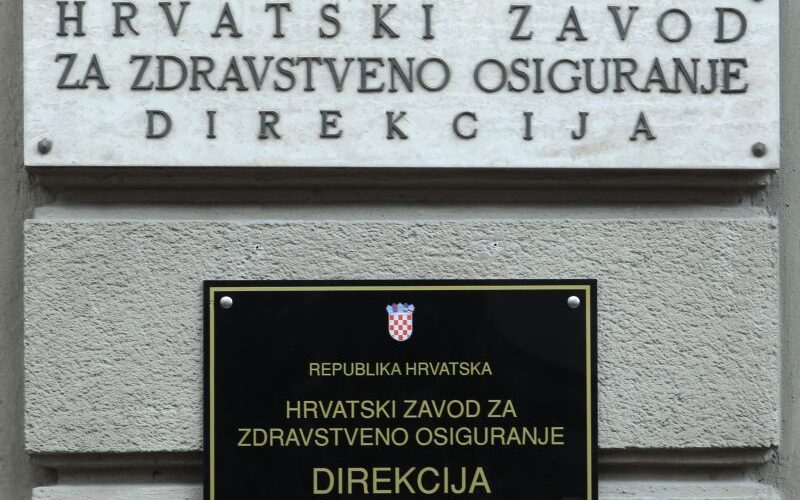 HRVATSKI ZAVOD
ZA ZDRAVSTVENO OSIGURANJE
DIREKCIJA
REPUBLIKA HRVATSKA
HRVATSKI ZAVOD ZA
ZDRAVSTVENO OSIGURANJE
DIREKCIJA